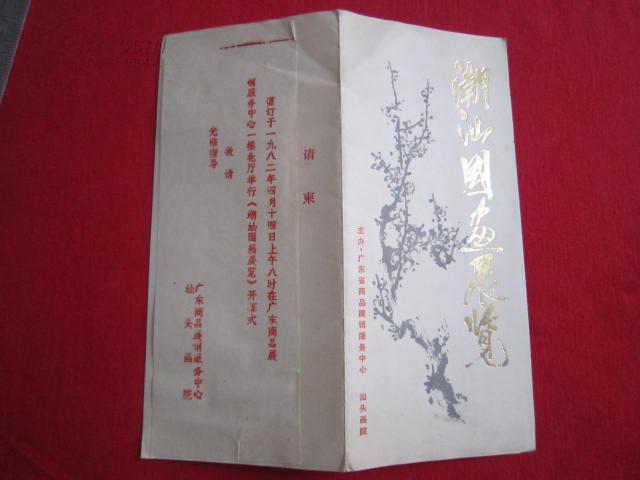 潮汕国画展览
主办：广东省商品展销服务中心 汕头画院
请柬
谨订于一九八二年四月十四日上午八时在广东商品展
销服务中心一楼北厅举行《潮汕国画展览》开幕式
敬请
光临指导
广东商品展销服务中心
汕头画院